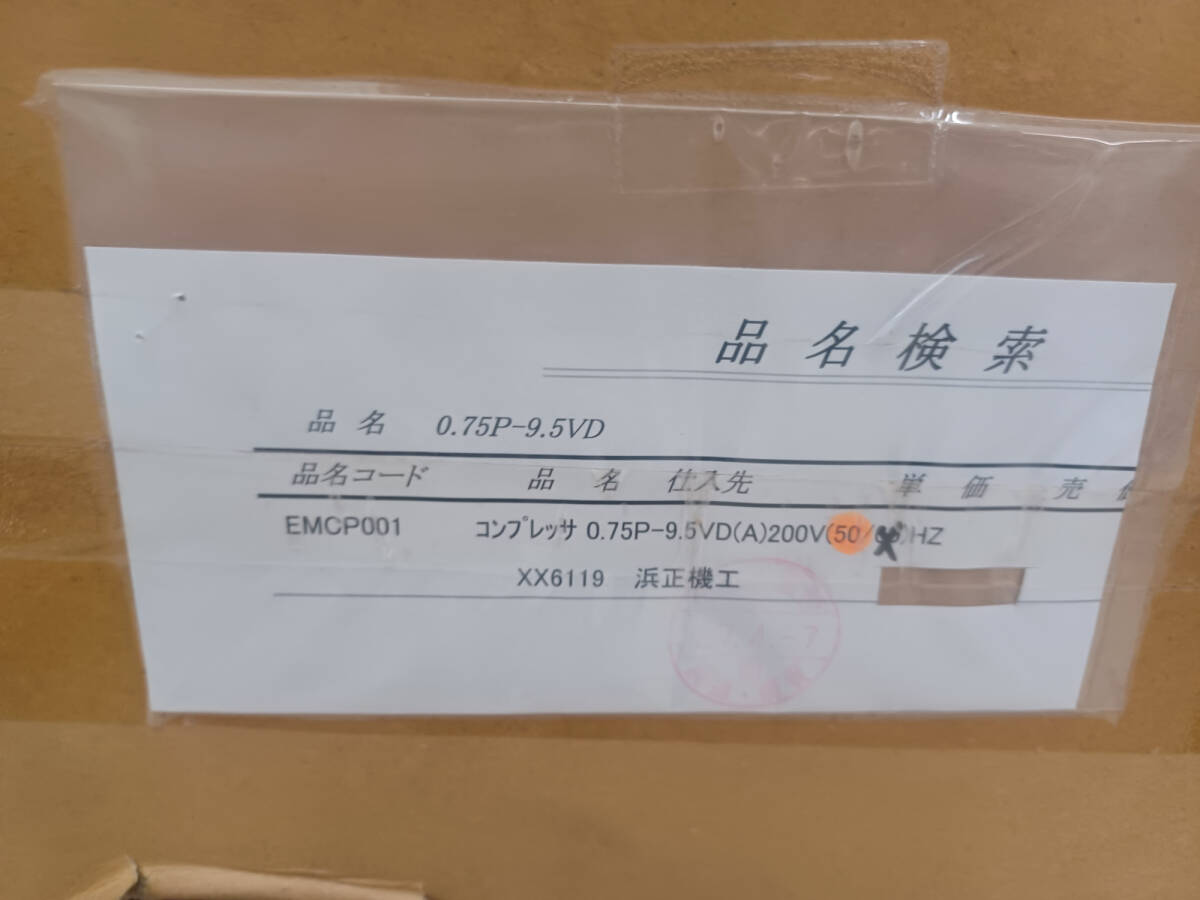 品名検索
品 名 0.75P-9.5VD
品名コード 品 名 仕入先 単 価 売
EMCP001 コンプレッサ 0.75P-9.5VD(A)200V(50/ )HZ
XX6119 浜正機工